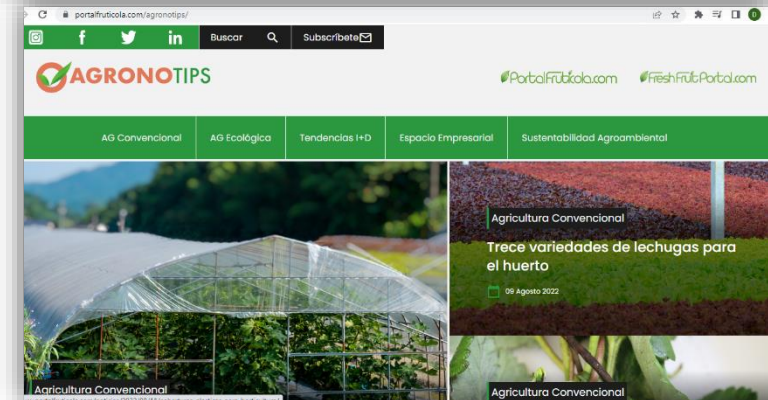 portalfruticola.com/agronotips/
Buscar
Subscríbete
AGRONOTIPS
PortalFrutícola.com
FreshFruitPortal.com
AG Convencional
AG Ecológica
Tendencias I+D
Espacio Empresarial
Sustentabilidad Agroambiental
Agricultura Convencional
Trece variedades de lechugas para
el huerto
09 Agosto 2022
Agricultura Convencional
Agricultura Convencional